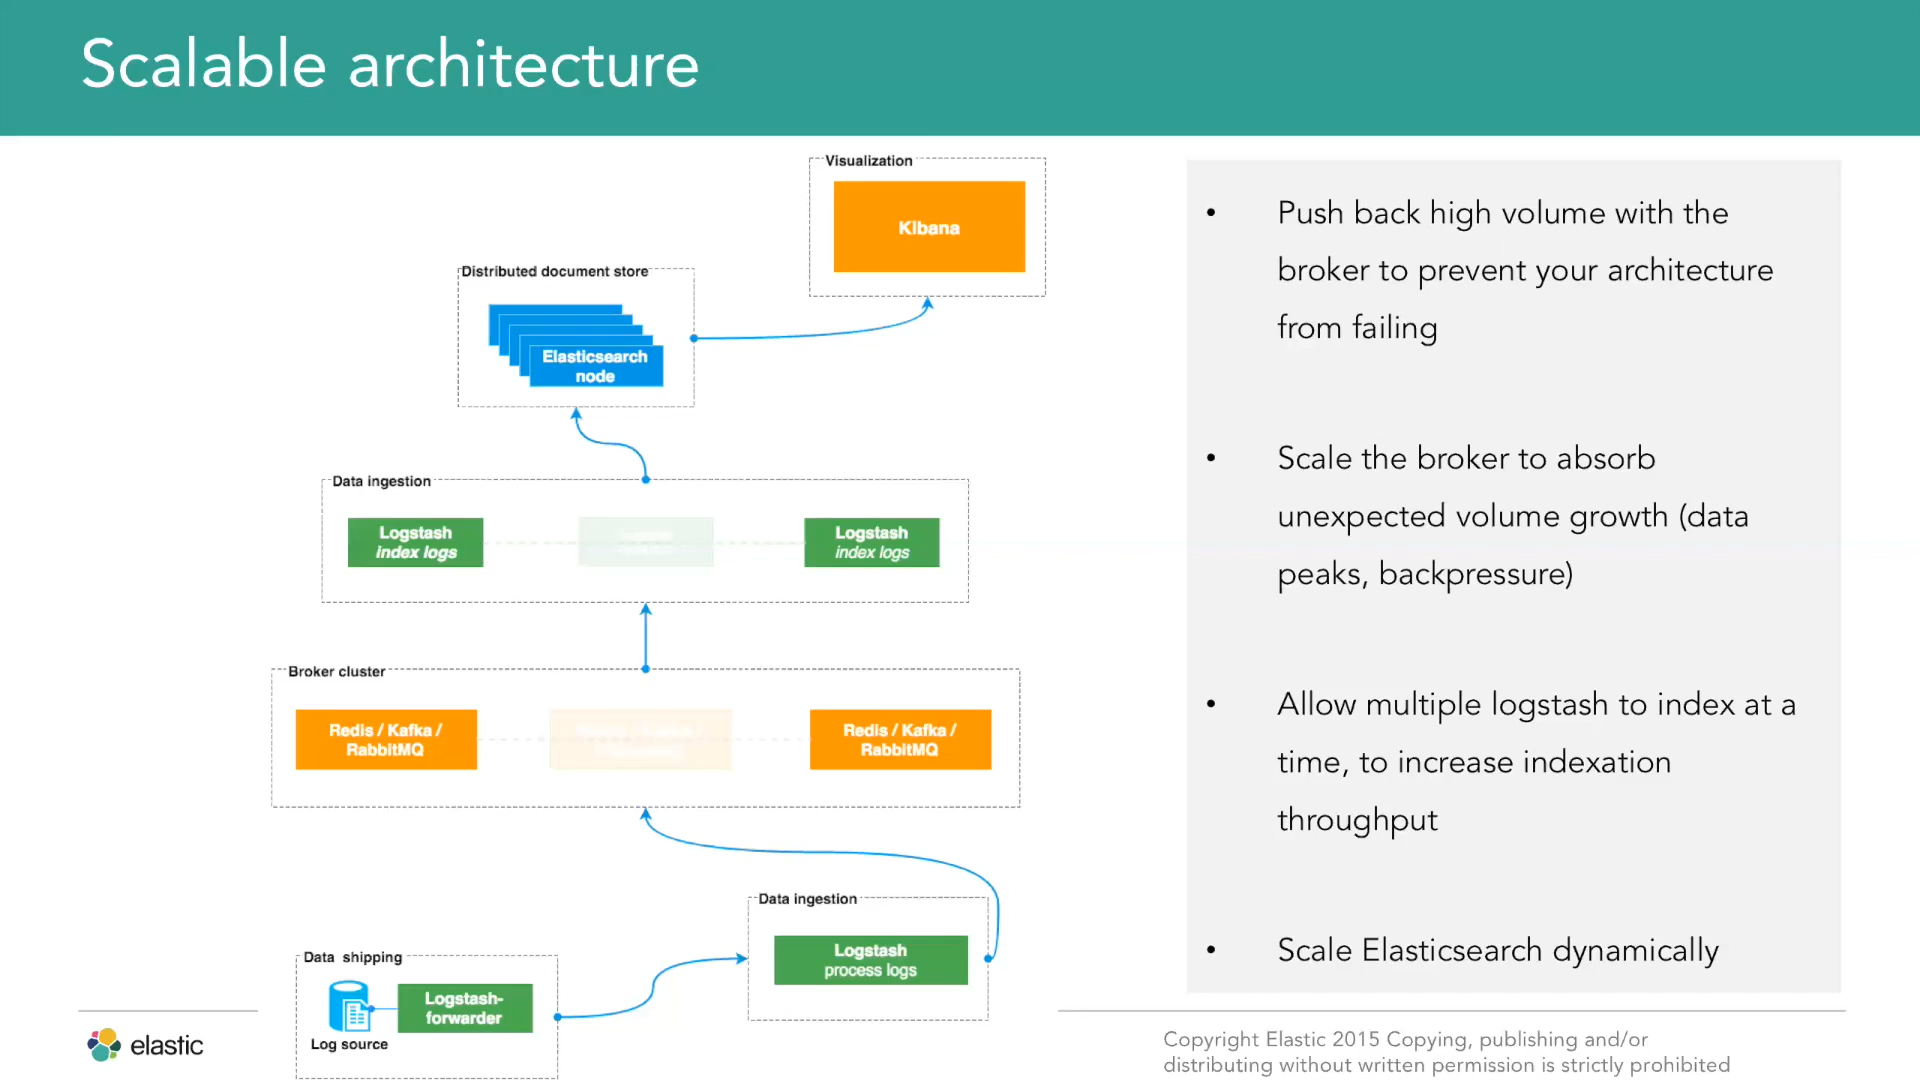 Scalable architecture
Visualization
Kibana
Distributed document store
Elasticsearch
node
Data ingestion
Logstash
index logs
Logstash
index logs
Broker cluster
Redis / Kafka /
RabbitMQ
Redis / Kafka /
RabbitMQ
Data ingestion
Logstash
process logs
Data shipping
Logstash-
forwarder
Log source
• Push back high volume with the
broker to prevent your architecture
from failing
• Scale the broker to absorb
unexpected volume growth (data
peaks, backpressure)
• Allow multiple logstash to index at a
time, to increase indexation
throughput
• Scale Elasticsearch dynamically
elastic
Copyright Elastic 2015 Copying, publishing and/or
distributing without written permission is strictly prohibited